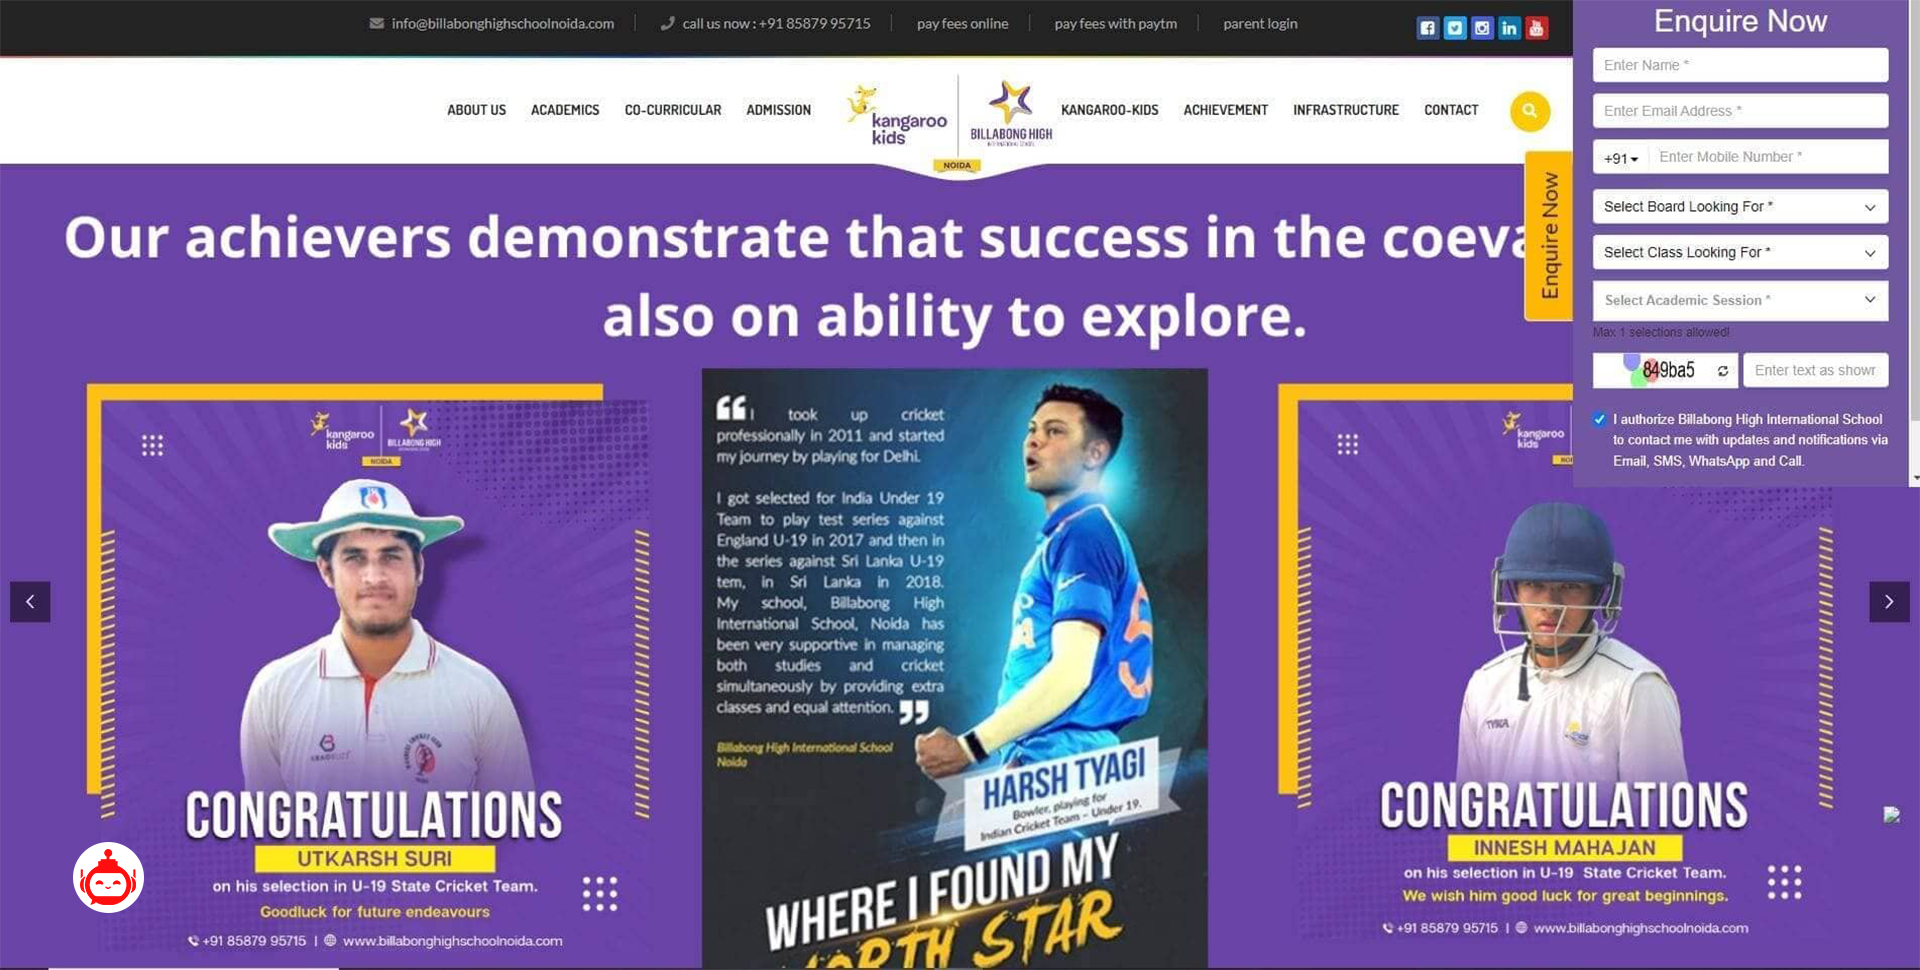 info@billabonghighschoolnoida.com
call us now : +91 85879 95715
pay fees online
pay fees with paytm
parent login
ABOUT US
ACADEMICS
CO-CURRICULAR
ADMISSION
kangaroo
kids
BILLABONG HIGH
INTERNATIONAL SCHOOL
NOIDA
KANGAROO-KIDS
ACHIEVEMENT
INFRASTRUCTURE
CONTACT
Enquire Now
Enter Name *
Enter Email Address *
+91
Enter Mobile Number *
Select Board Looking For *
Select Class Looking For *
Select Academic Session *
Max 1 selections allowed!
849ba5
Enter text as shown
I authorize Billabong High International School
to contact me with updates and notifications via
Email, SMS, WhatsApp and Call.
Enquire Now
Our achievers demonstrate that success in the coeva
also on ability to explore.
kangaroo
kids
BILLABONG HIGH
NOIDA
CONGRATULATIONS
UTKARSH SURI
on his selection in U-19 State Cricket Team.
Goodluck for future endeavours
+91 85879 95715 | www.billabonghighschoolnoida.com
“I took up cricket
professionally in 2011 and started
my journey by playing for Delhi.
I got selected for India Under 19
Team to play test series against
England U-19 in 2017 and then in
the series against Sri Lanka U-19
tem, in Sri Lanka in 2018.
My school, Billabong High
International School, Noida has
been very supportive in managing
both studies and cricket
simultaneously by providing extra
classes and equal attention. ”
Billabong High International School
Noida
HARSH TYAGI
Bowler, playing for
Indian Cricket Team - Under 19.
WHERE I FOUND MY
NORTH STAR
kangaroo
kids
TYKA
CONGRATULATIONS
INNESH MAHAJAN
on his selection in U-19 State Cricket Team.
We wish him good luck for great beginnings.
+91 85879 95715 | www.billabonghighschoolnoida.com